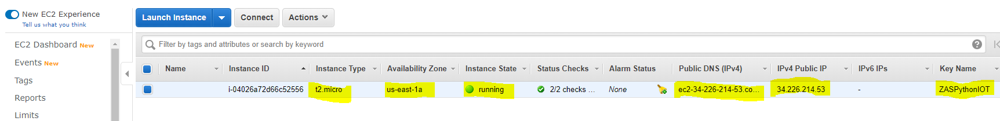 New EC2 Experience
Tell us what you think
EC2 Dashboard New
Events New
Tags
Reports
Limits
Launch Instance Connect Actions
Filter by tags and attributes or search by keyword
Name Instance ID Instance Type Availability Zone Instance State Status Checks Alarm Status Public DNS (IPv4) IPv4 Public IP IPv6 IPs Key Name
i-04026a72d66c52556 t2.micro us-east-1a running 2/2 checks ... None ec2-34-226-214-53.co... 34.226.214.53 - ZASPythonIOT